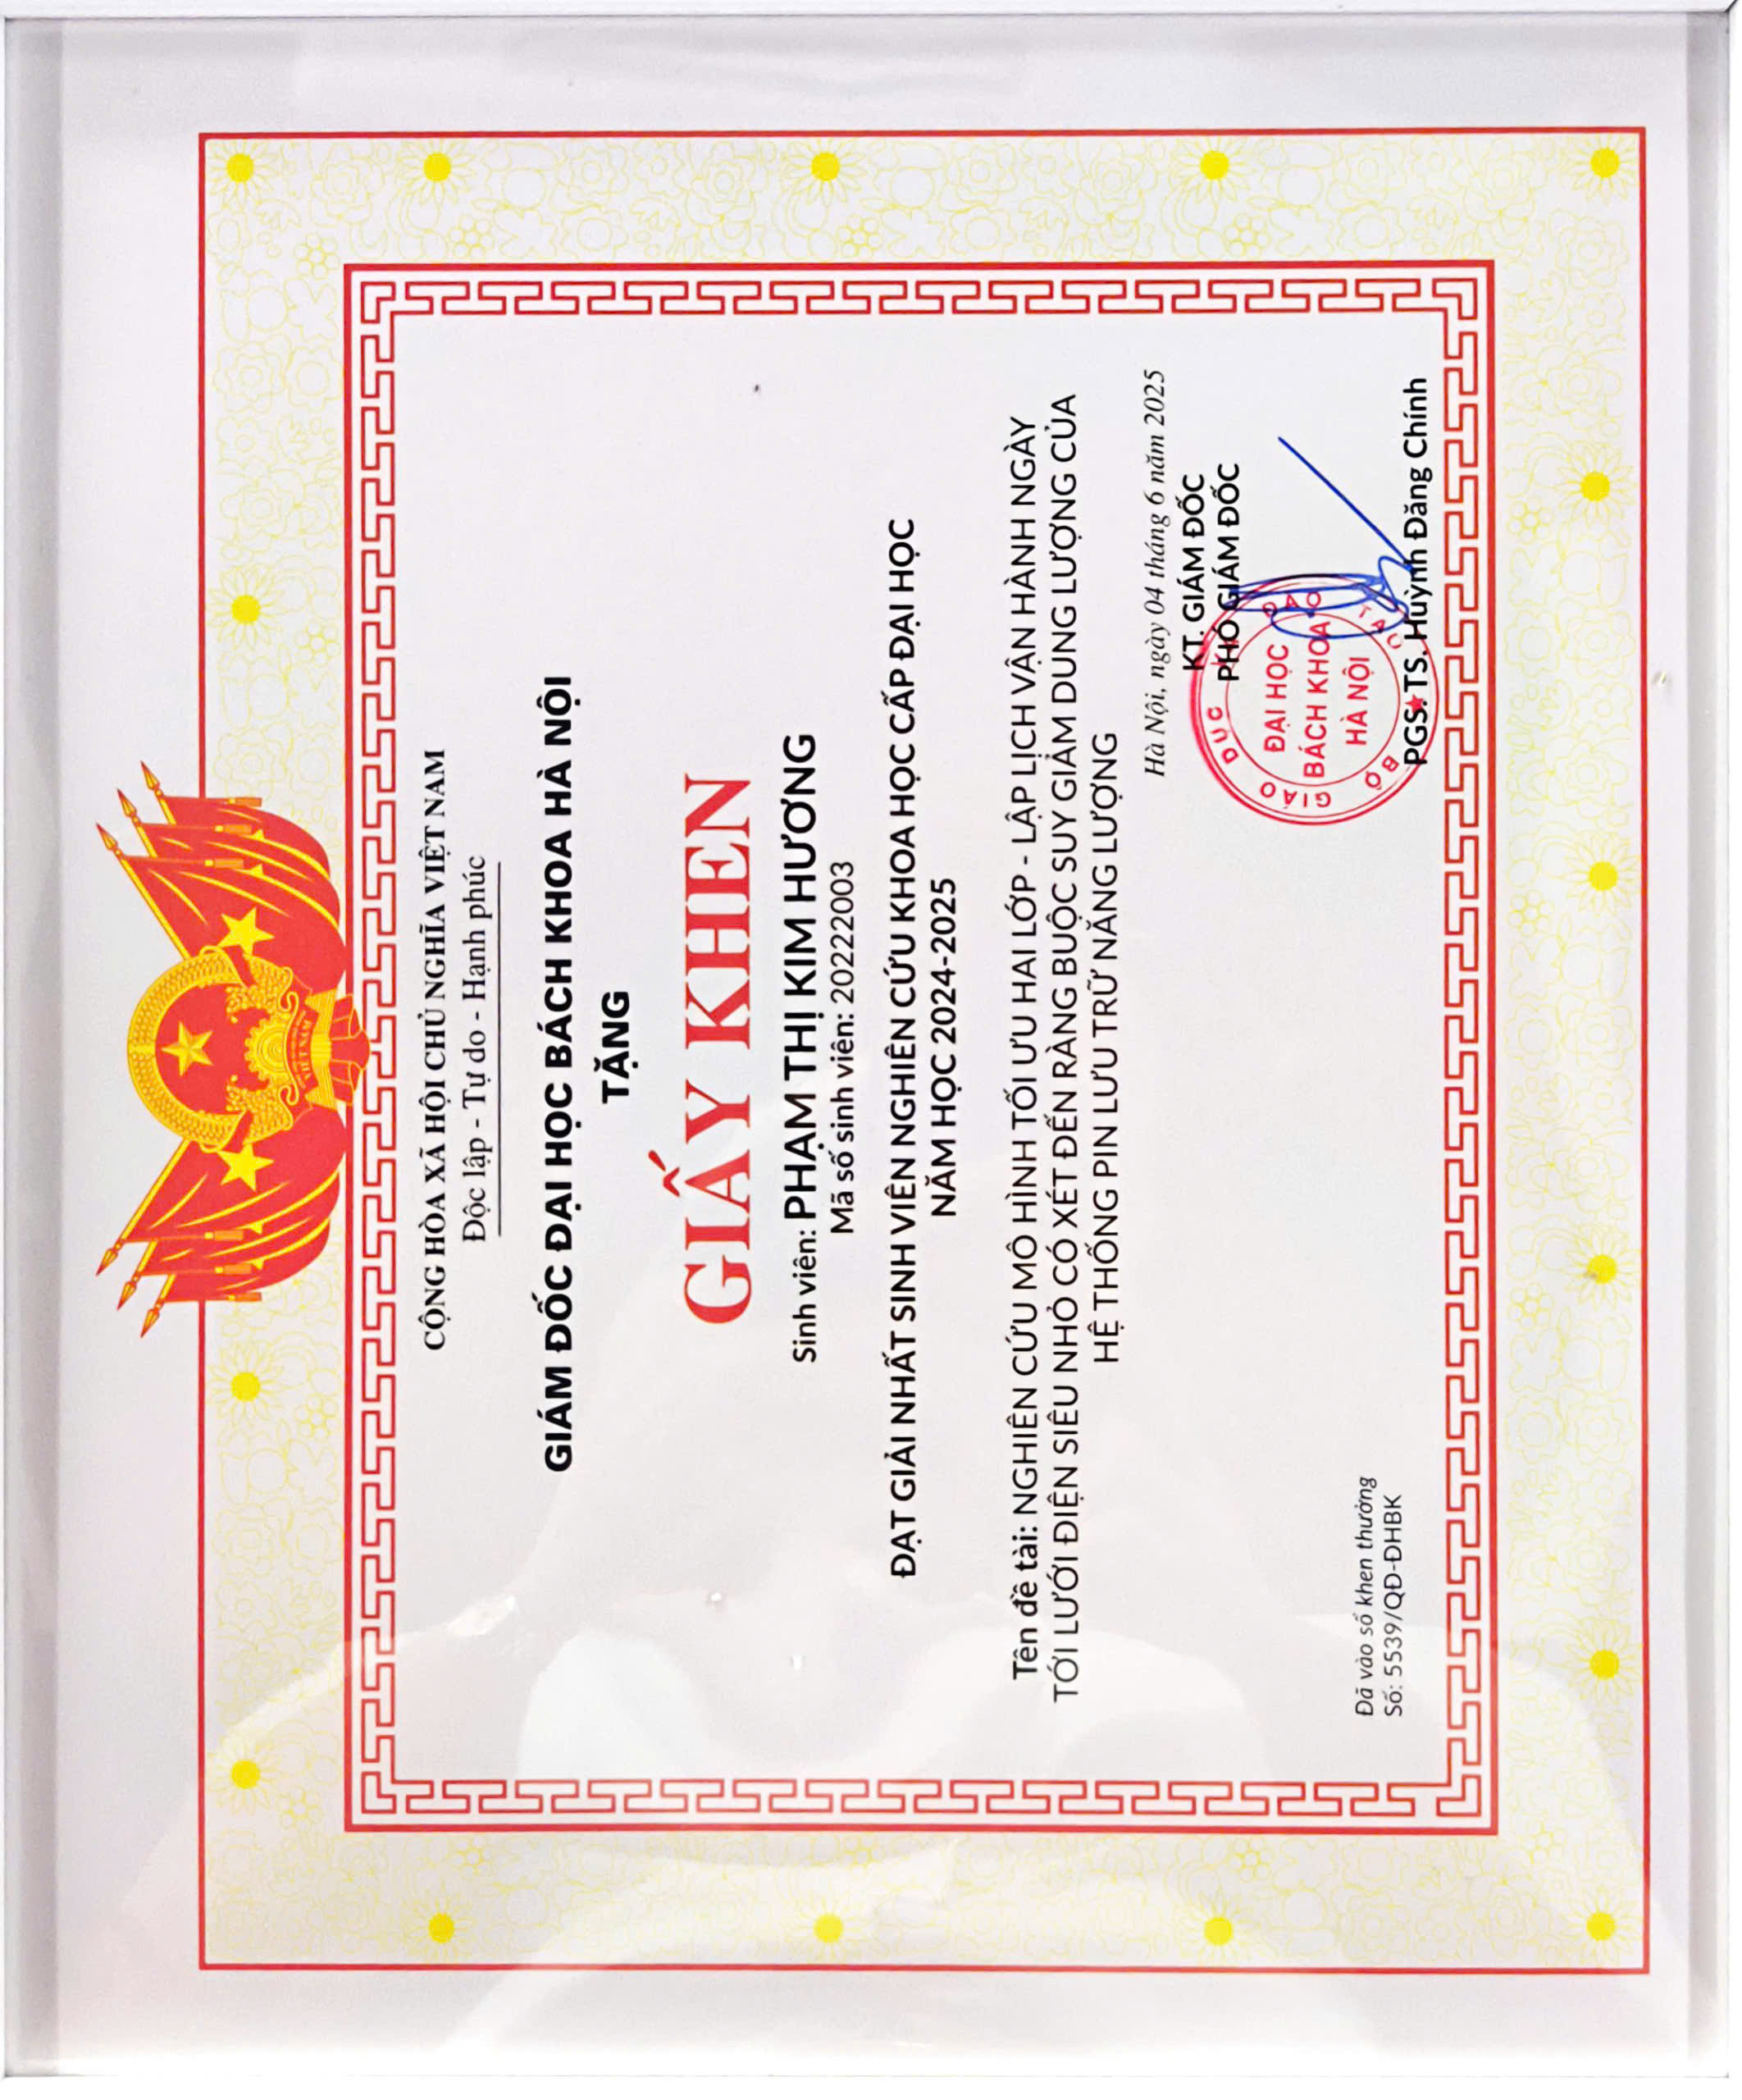 VIỆT NAM
CỘNG HÒA XÃ HỘI CHỦ NGHĨA VIỆT NAM
Độc lập - Tự do - Hạnh phúc
GIÁM ĐỐC ĐẠI HỌC BÁCH KHOA HÀ NỘI
TẶNG
GIẤY KHEN
Sinh viên: PHẠM THỊ KIM HƯƠNG
Mã số sinh viên: 20222003
ĐẠT GIẢI NHẤT SINH VIÊN NGHIÊN CỨU KHOA HỌC CẤP ĐẠI HỌC
NĂM HỌC 2024-2025
Tên đề tài: NGHIÊN CỨU MÔ HÌNH TỐI ƯU HAI LỚP - LẬP LỊCH VẬN HÀNH NGÀY
TỚI LƯỚI ĐIỆN SIÊU NHỎ CÓ XÉT ĐẾN RÀNG BUỘC SUY GIẢM DUNG LƯỢNG CỦA
HỆ THỐNG PIN LƯU TRỮ NĂNG LƯỢNG
Hà Nội, ngày 04 tháng 6 năm 2025
KT. GIÁM ĐỐC
PHÓ GIÁM ĐỐC
BỘ GIÁO DỤC VÀ ĐÀO TẠO
ĐẠI HỌC
BÁCH KHOA
HÀ NỘI
PGS. TS. Huỳnh Đăng Chính
Đã vào sổ khen thưởng
Số: 5539/QĐ-ĐHBK